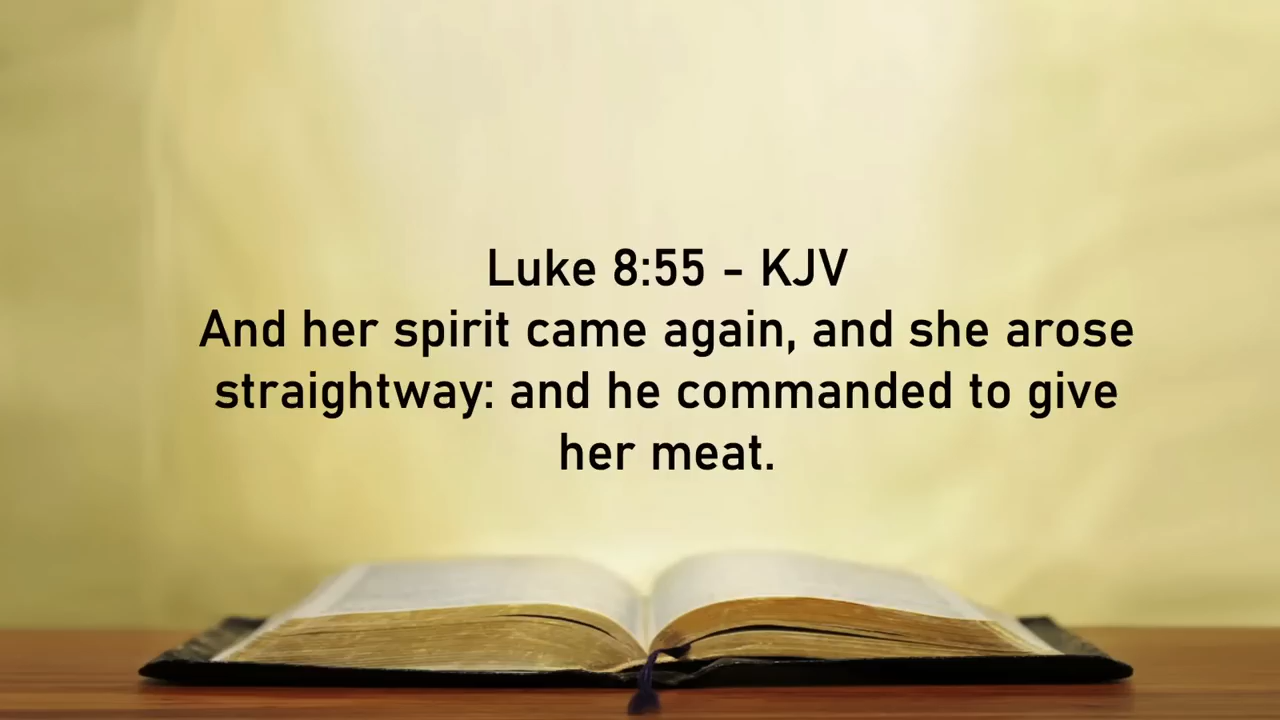 Luke 8:55 - KJV
And her spirit came again, and she arose
straightway: and he commanded to give
her meat.